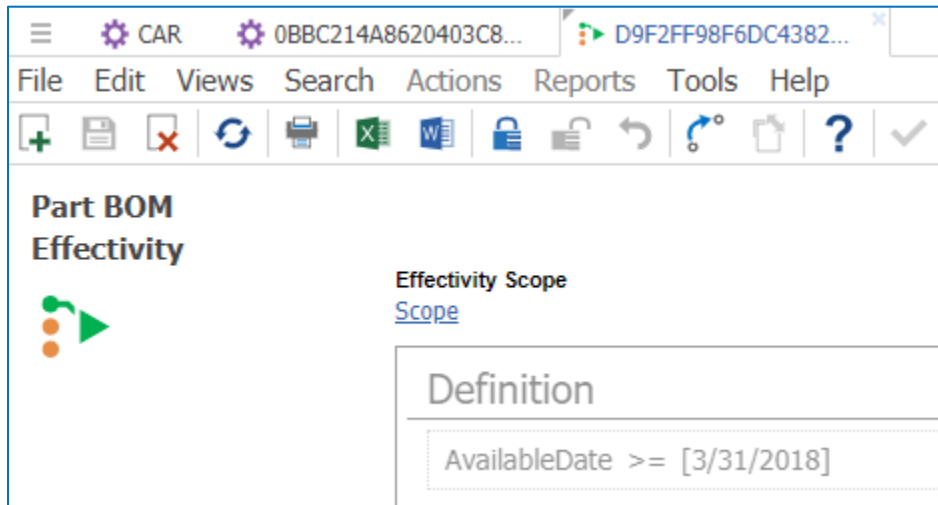 CAR 0BBC214A8620403C8... D9F2FF98F6DC4382...
File Edit Views Search Actions Reports Tools Help
Part BOM
Effectivity
Effectivity Scope
Scope
Definition
AvailableDate >= [3/31/2018]